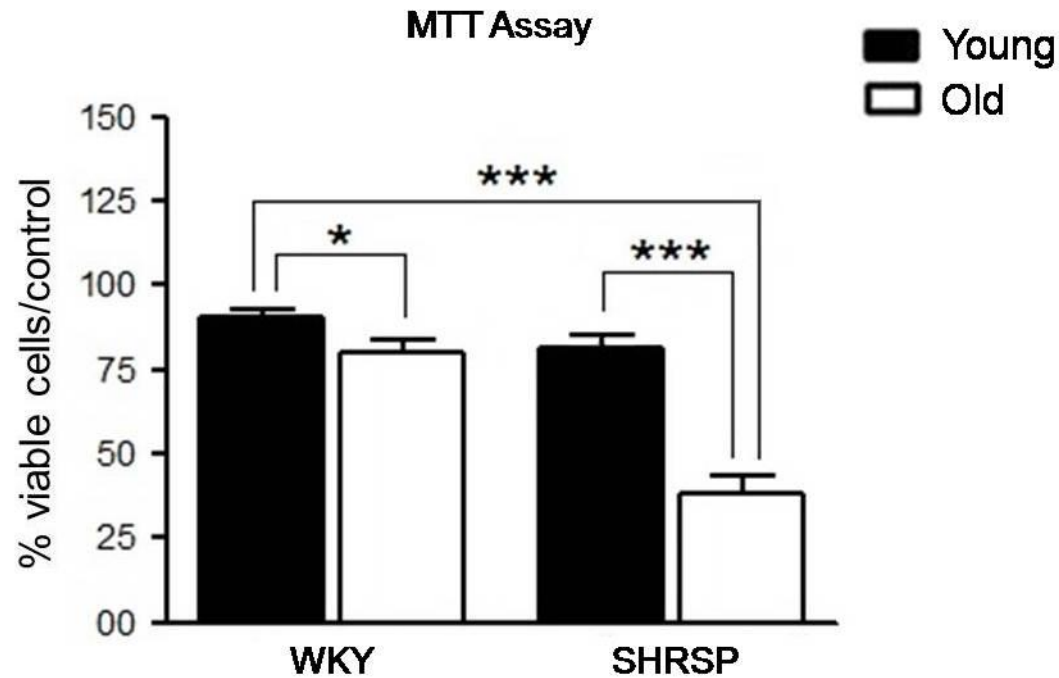 MTT Assay
Young
Old
% viable cells/control
150
125
100
75
50
25
00
***
*
***
WKY
SHRSP